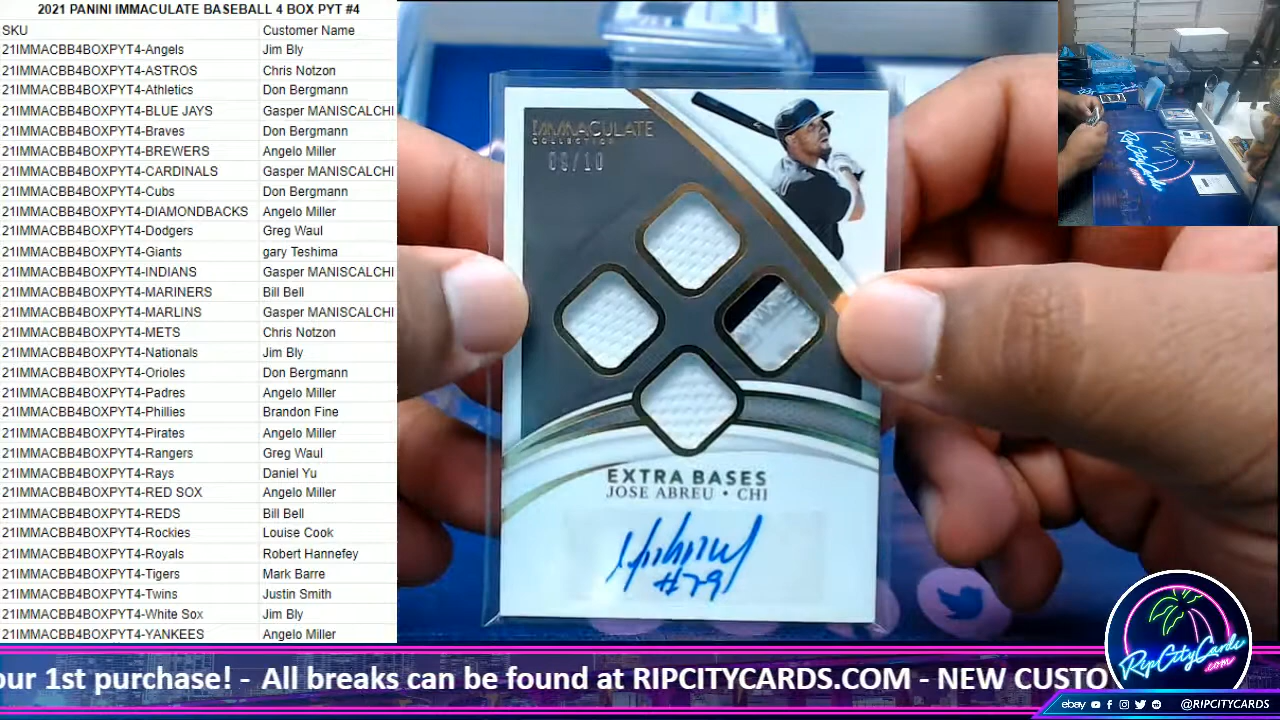 2021 PANINI IMMACULATE BASEBALL 4 BOX PYT #4
SKU Customer Name
21IMMACBB4BOXPYT4-Angels Jim Bly
21IMMACBB4BOXPYT4-ASTROS Chris Notzon
21IMMACBB4BOXPYT4-Athletics Don Bergmann
21IMMACBB4BOXPYT4-BLUE JAYS Gasper MANISCALCHI
21IMMACBB4BOXPYT4-Braves Don Bergmann
21IMMACBB4BOXPYT4-BREWERS Angelo Miller
21IMMACBB4BOXPYT4-CARDINALS Gasper MANISCALCHI
21IMMACBB4BOXPYT4-Cubs Don Bergmann
21IMMACBB4BOXPYT4-DIAMONDBACKS Angelo Miller
21IMMACBB4BOXPYT4-Dodgers Greg Waul
21IMMACBB4BOXPYT4-Giants gary Teshima
21IMMACBB4BOXPYT4-INDIANS Gasper MANISCALCHI
21IMMACBB4BOXPYT4-MARINERS Bill Bell
21IMMACBB4BOXPYT4-MARLINS Gasper MANISCALCHI
21IMMACBB4BOXPYT4-METS Chris Notzon
21IMMACBB4BOXPYT4-Nationals Jim Bly
21IMMACBB4BOXPYT4-Orioles Don Bergmann
21IMMACBB4BOXPYT4-Padres Angelo Miller
21IMMACBB4BOXPYT4-Phillies Brandon Fine
21IMMACBB4BOXPYT4-Pirates Angelo Miller
21IMMACBB4BOXPYT4-Rangers Greg Waul
21IMMACBB4BOXPYT4-Rays Daniel Yu
21IMMACBB4BOXPYT4-RED SOX Angelo Miller
21IMMACBB4BOXPYT4-REDS Bill Bell
21IMMACBB4BOXPYT4-Rockies Louise Cook
21IMMACBB4BOXPYT4-Royals Robert Hannefey
21IMMACBB4BOXPYT4-Tigers Mark Barre
21IMMACBB4BOXPYT4-Twins Justin Smith
21IMMACBB4BOXPYT4-White Sox Jim Bly
21IMMACBB4BOXPYT4-YANKEES Angelo Miller
IMMACULATE
COLLECTION
EXTRA BASES
JOSE ABREU • CHI
#79
RipCityCards
.com
our 1st purchase! - All breaks can be found at RIPCITYCARDS.COM - NEW CUSTO
RipCityCards
.com
ebay @RIPCITYCARDS